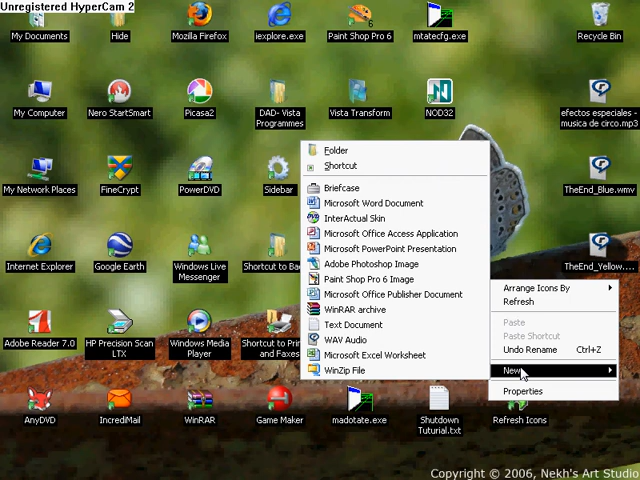 Unregistered HyperCam 2
My Documents
Hide
Mozilla Firefox
iexplore.exe
Paint Shop Pro 6
mtatecfg.exe
Recycle Bin
My Computer
Nero StartSmart
Picasa2
DAD- Vista
Programmes
Vista Transform
NOD32
efectos especiales -
musica de circo.mp3
My Network Places
FineCrypt
PowerDVD
Sidebar
TheEnd_Blue.wmv
Internet Explorer
Google Earth
Windows Live
Messenger
Shortcut to Bac
TheEnd_Yellow....
Adobe Reader 7.0
HP Precision Scan
LTX
Windows Media
Player
Shortcut to Prin
and Faxes
AnyDVD
IncrediMail
WinRAR
Game Maker
madotate.exe
Shutdown
Tuturial.txt
Refresh Icons
Folder
Shortcut
Briefcase
Microsoft Word Document
InterActual Skin
Microsoft Office Access Application
Microsoft PowerPoint Presentation
Adobe Photoshop Image
Paint Shop Pro 6 Image
Microsoft Office Publisher Document
WinRAR archive
Text Document
WAV Audio
Microsoft Excel Worksheet
WinZip File
Arrange Icons By
Refresh
Paste
Paste Shortcut
Undo Rename Ctrl+Z
New
Properties
Copyright © 2006, Nekh's Art Studio